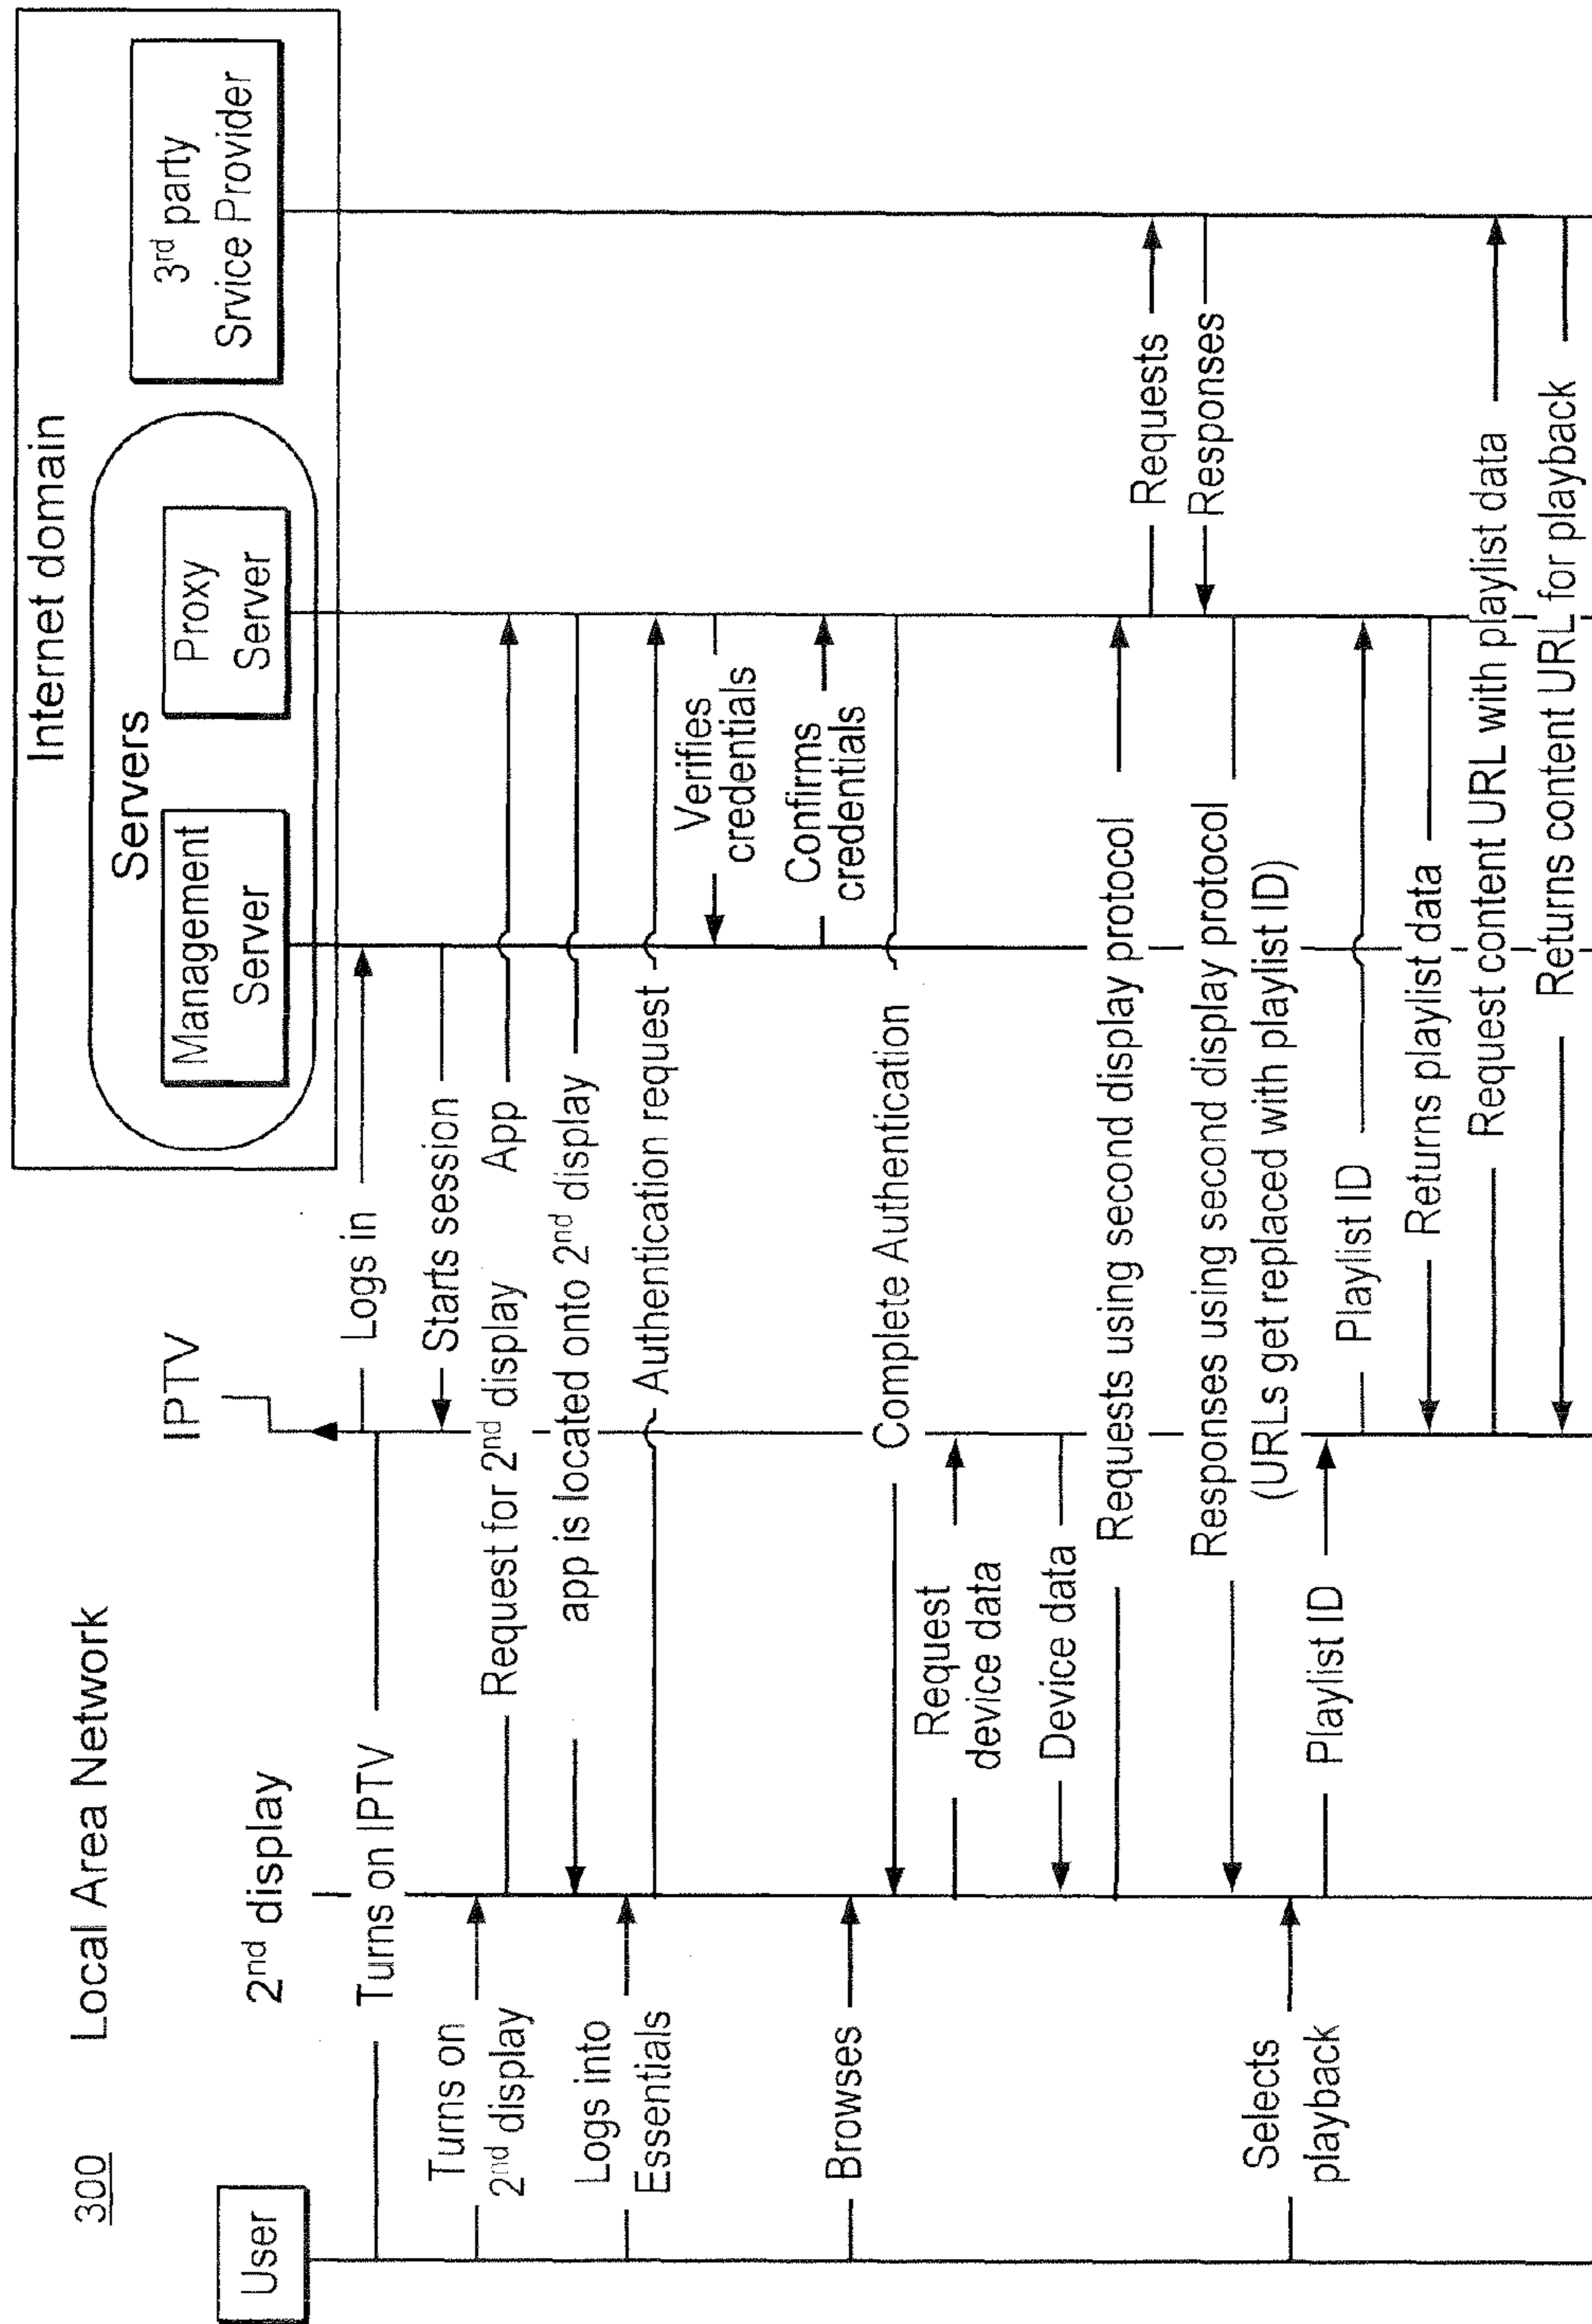 300
Local Area Network
Internet domain
Servers
User
2nd display
IPTV
Management
Server
Proxy
Server
3rd party
Srvice Provider
Turns on IPTV
Logs in
Starts session
Turns on
2nd display
Request for 2nd display App
app is located onto 2nd display
Logs into
Essentials
Authentication request
Verifies
credentials
Confirms
credentials
Browses
Complete Authentication
Request
device data
Device data
Requests using second display protocol
Requests
Responses
Responses using second display protocol
(URLs get replaced with playlist ID)
Selects
playback
Playlist ID
Playlist ID
Returns playlist data
Request content URL with playlist data
Returns content URL for playback